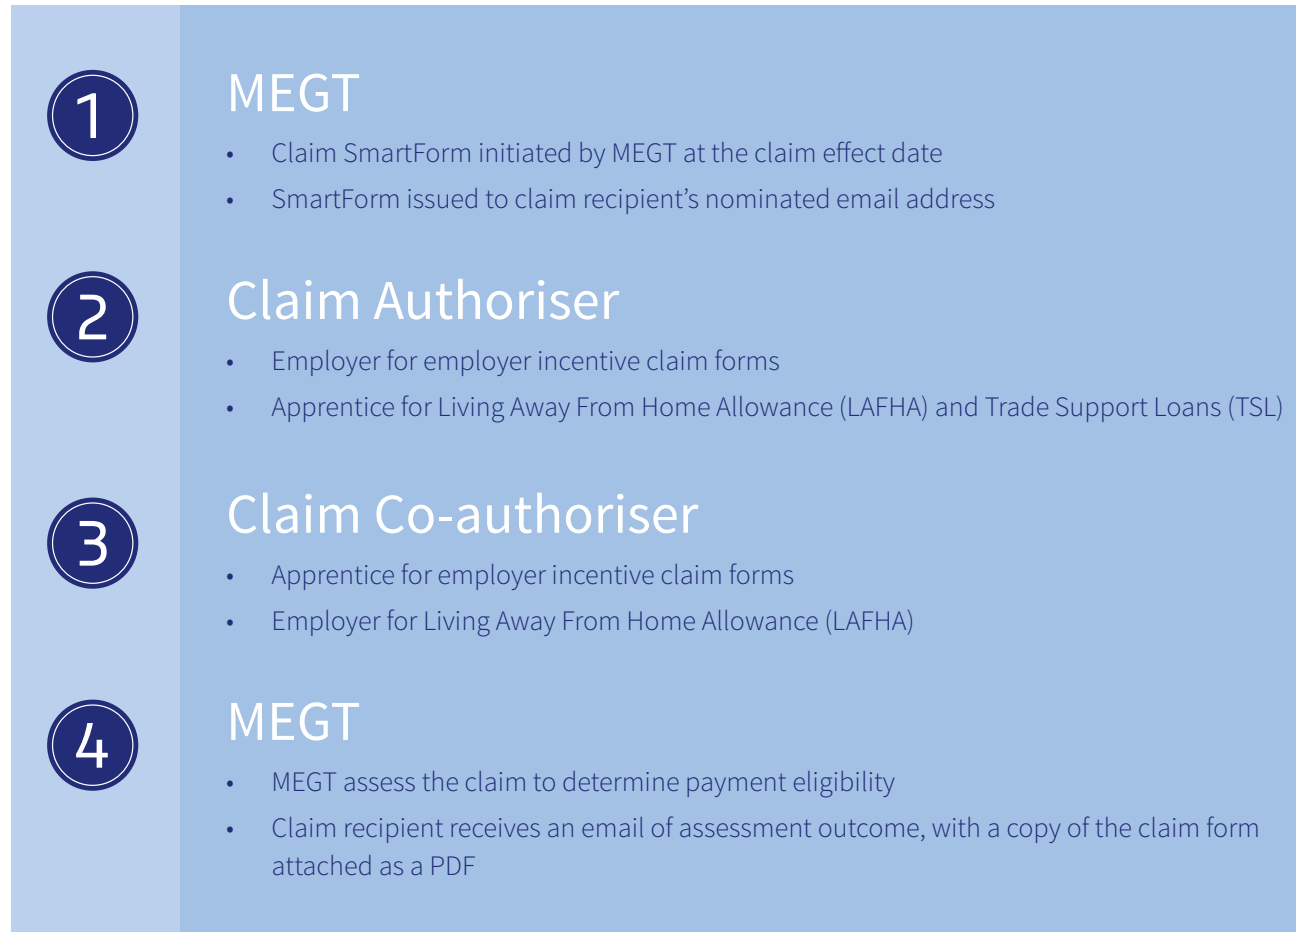 1
MEGT
• Claim SmartForm initiated by MEGT at the claim effect date
• SmartForm issued to claim recipient’s nominated email address
2
Claim Authoriser
• Employer for employer incentive claim forms
• Apprentice for Living Away From Home Allowance (LAFHA) and Trade Support Loans (TSL)
3
Claim Co-authoriser
• Apprentice for employer incentive claim forms
• Employer for Living Away From Home Allowance (LAFHA)
4
MEGT
• MEGT assess the claim to determine payment eligibility
• Claim recipient receives an email of assessment outcome, with a copy of the claim form
attached as a PDF